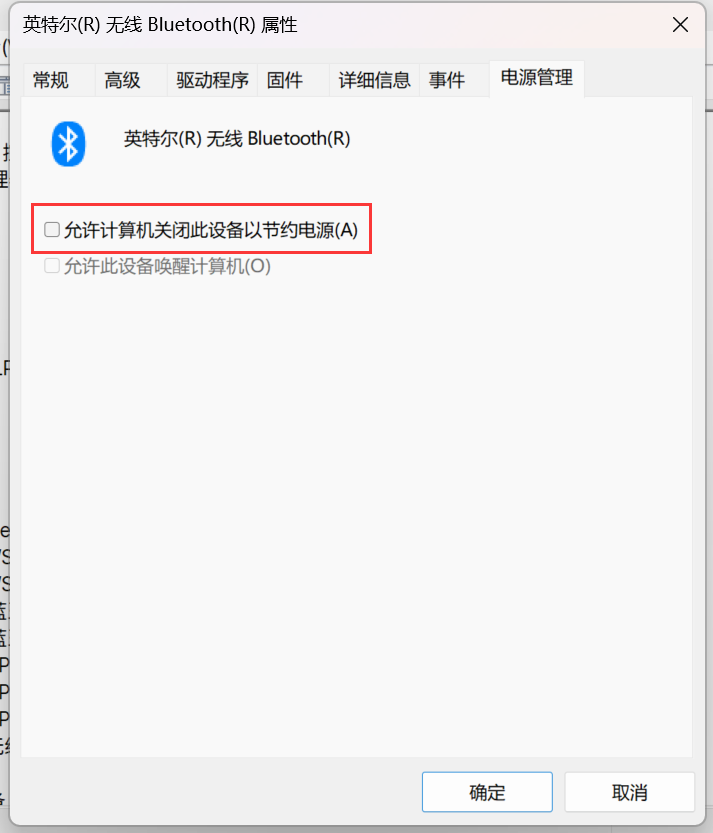 英特尔(R) 无线 Bluetooth(R) 属性
常规 高级 驱动程序 固件 详细信息 事件 电源管理
英特尔(R) 无线 Bluetooth(R)
允许计算机关闭此设备以节约电源(A)
允许此设备唤醒计算机(O)
确定 取消